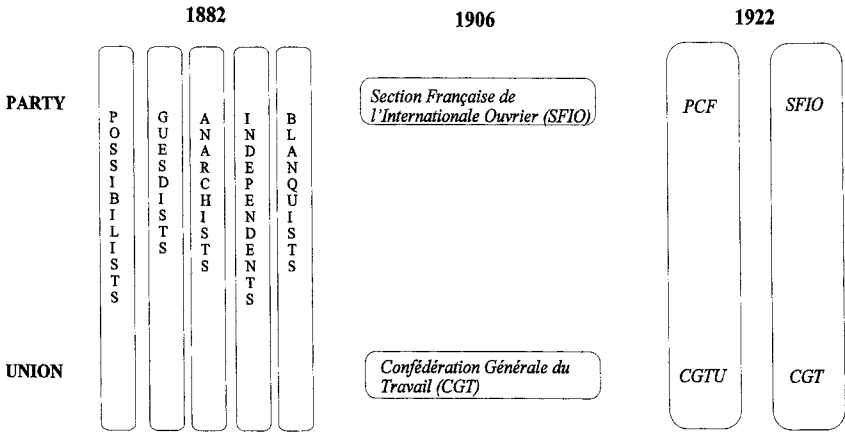 1882 1906 1922
PARTY
POSSIBILISTS
GUESDISTS
ANARCHISTS
INDEPENDENTS
BLANQUISTS
Section Française de
l'Internationale Ouvrier (SFIO)
PCF SFIO
UNION
Confédération Générale du
Travail (CGT)
CGTU CGT